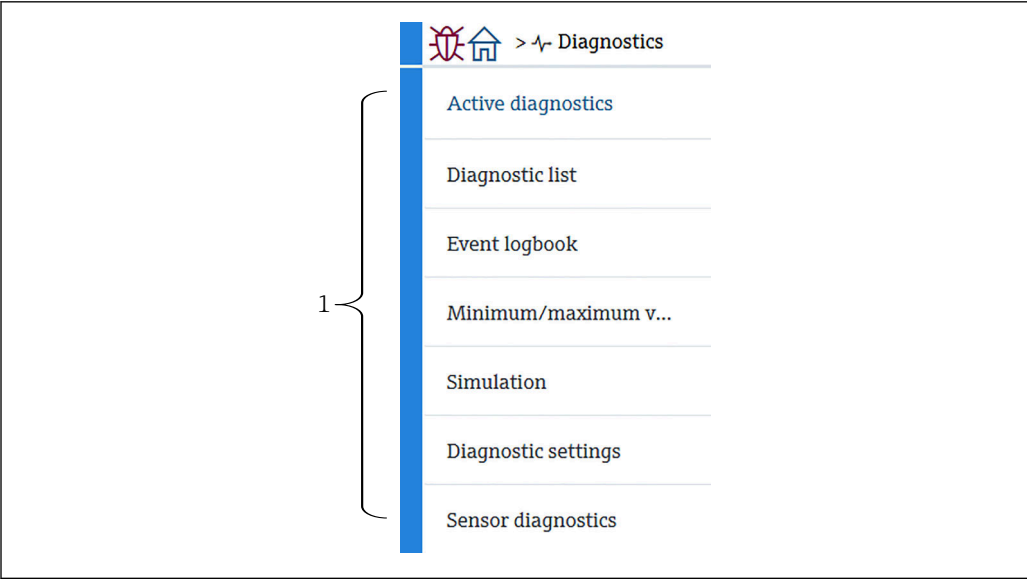 > Diagnostics
Active diagnostics
Diagnostic list
Event logbook
1
Minimum/maximum v...
Simulation
Diagnostic settings
Sensor diagnostics